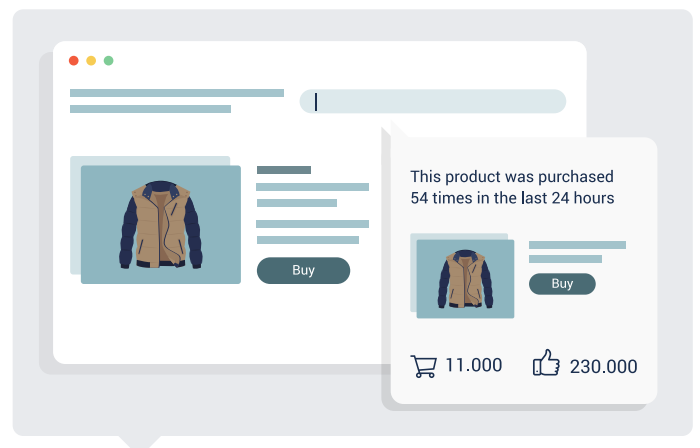 This product was purchased
54 times in the last 24 hours
Buy
Buy
11.000
230.000